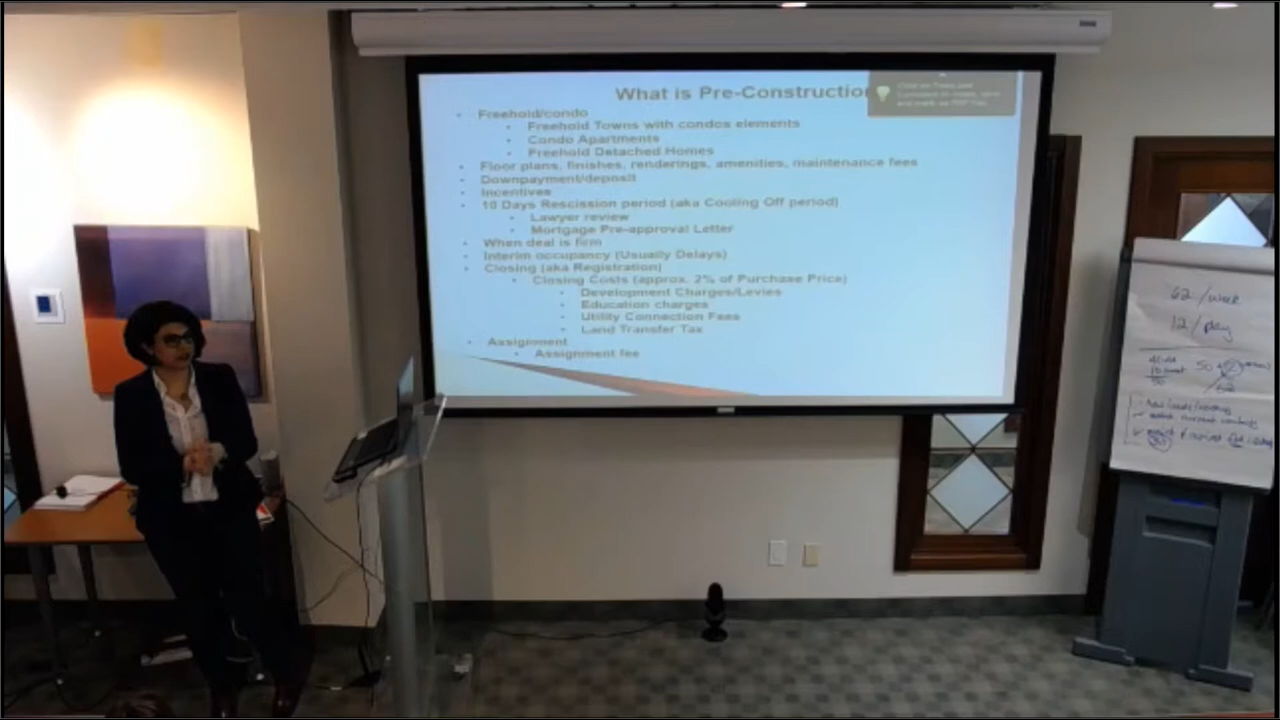 What is Pre-Construction
Freehold/condo
Freehold Towns with condos elements
Condo Apartments
Freehold Detached Homes
Floor plans, finishes, renderings, amenities, maintenance fees
Downpayment/deposit
Incentives
10 Days Rescission period (aka Cooling Off period)
Lawyer review
Mortgage Pre-approval Letter
When deal is firm
Interim occupancy (Usually Delays)
Closing (aka Registration)
Closing Costs (approx. 2% of Purchase Price)
Development Charges/Levies
Education charges
Utility Connection Fees
Land Transfer Tax
Assignment
Assignment fee
62 /week
12/day
50
62